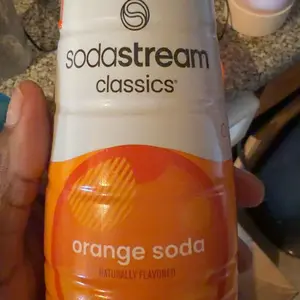 sodastream
classics®
orange soda
NATURALLY FLAVORED